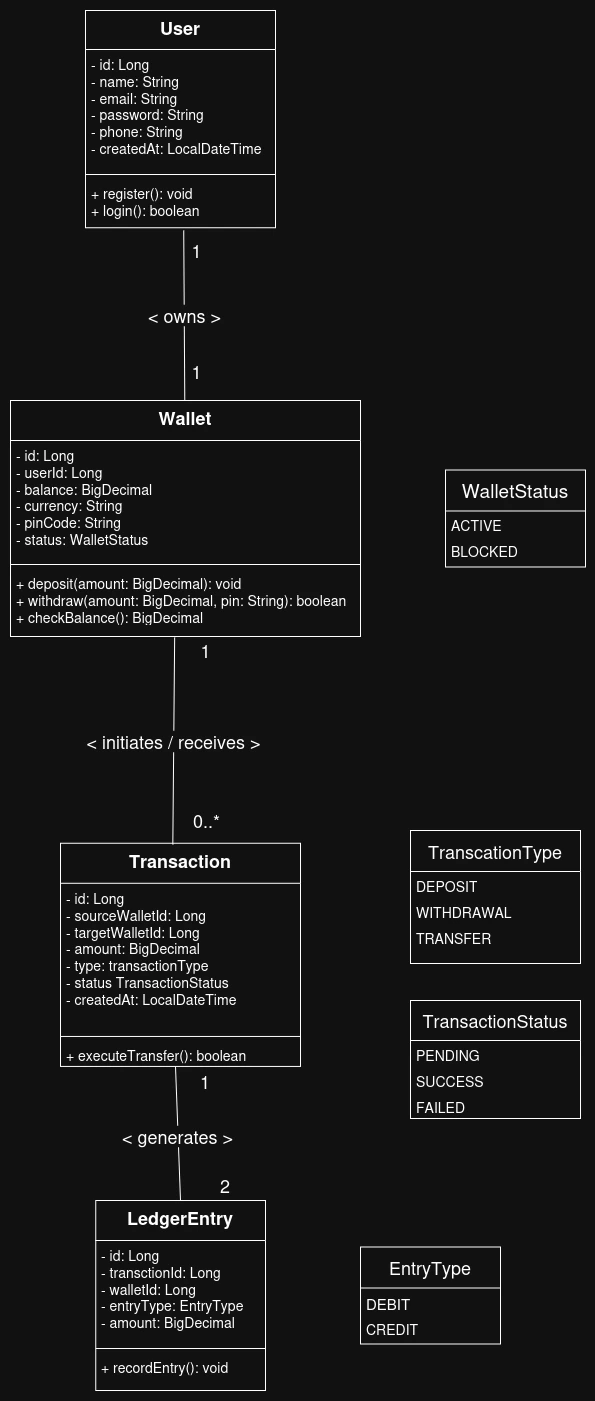 User
- id: Long
- name: String
- email: String
- password: String
- phone: String
- createdAt: LocalDateTime
+ register(): void
+ login(): boolean
1
< owns >
1
Wallet
- id: Long
- userId: Long
- balance: BigDecimal
- currency: String
- pinCode: String
- status: WalletStatus
+ deposit(amount: BigDecimal): void
+ withdraw(amount: BigDecimal, pin: String): boolean
+ checkBalance(): BigDecimal
WalletStatus
ACTIVE
BLOCKED
1
< initiates / receives >
0..*
Transaction
- id: Long
- sourceWalletId: Long
- targetWalletId: Long
- amount: BigDecimal
- type: transactionType
- status TransactionStatus
- createdAt: LocalDateTime
+ executeTransfer(): boolean
TranscationType
DEPOSIT
WITHDRAWAL
TRANSFER
TransactionStatus
PENDING
SUCCESS
FAILED
1
< generates >
2
LedgerEntry
- id: Long
- transctionId: Long
- walletId: Long
- entryType: EntryType
- amount: BigDecimal
+ recordEntry(): void
EntryType
DEBIT
CREDIT